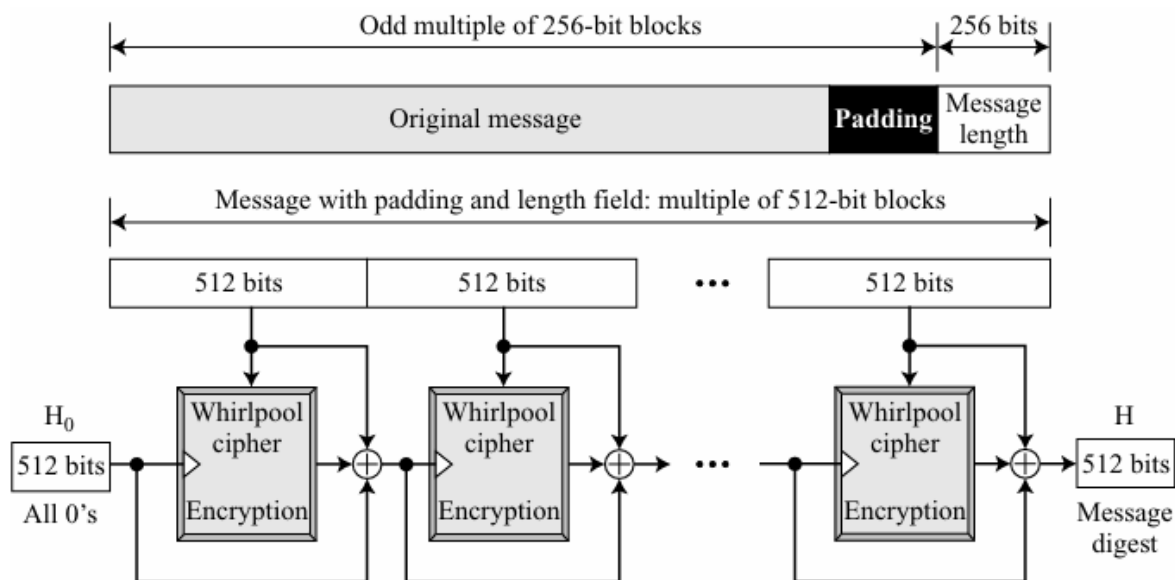 Odd multiple of 256-bit blocks
256 bits
Original message
Padding
Message
length
Message with padding and length field: multiple of 512-bit blocks
512 bits
512 bits
512 bits
H₀
512 bits
All 0’s
Whirlpool
cipher
Encryption
Whirlpool
cipher
Encryption
Whirlpool
cipher
Encryption
H
512 bits
Message
digest